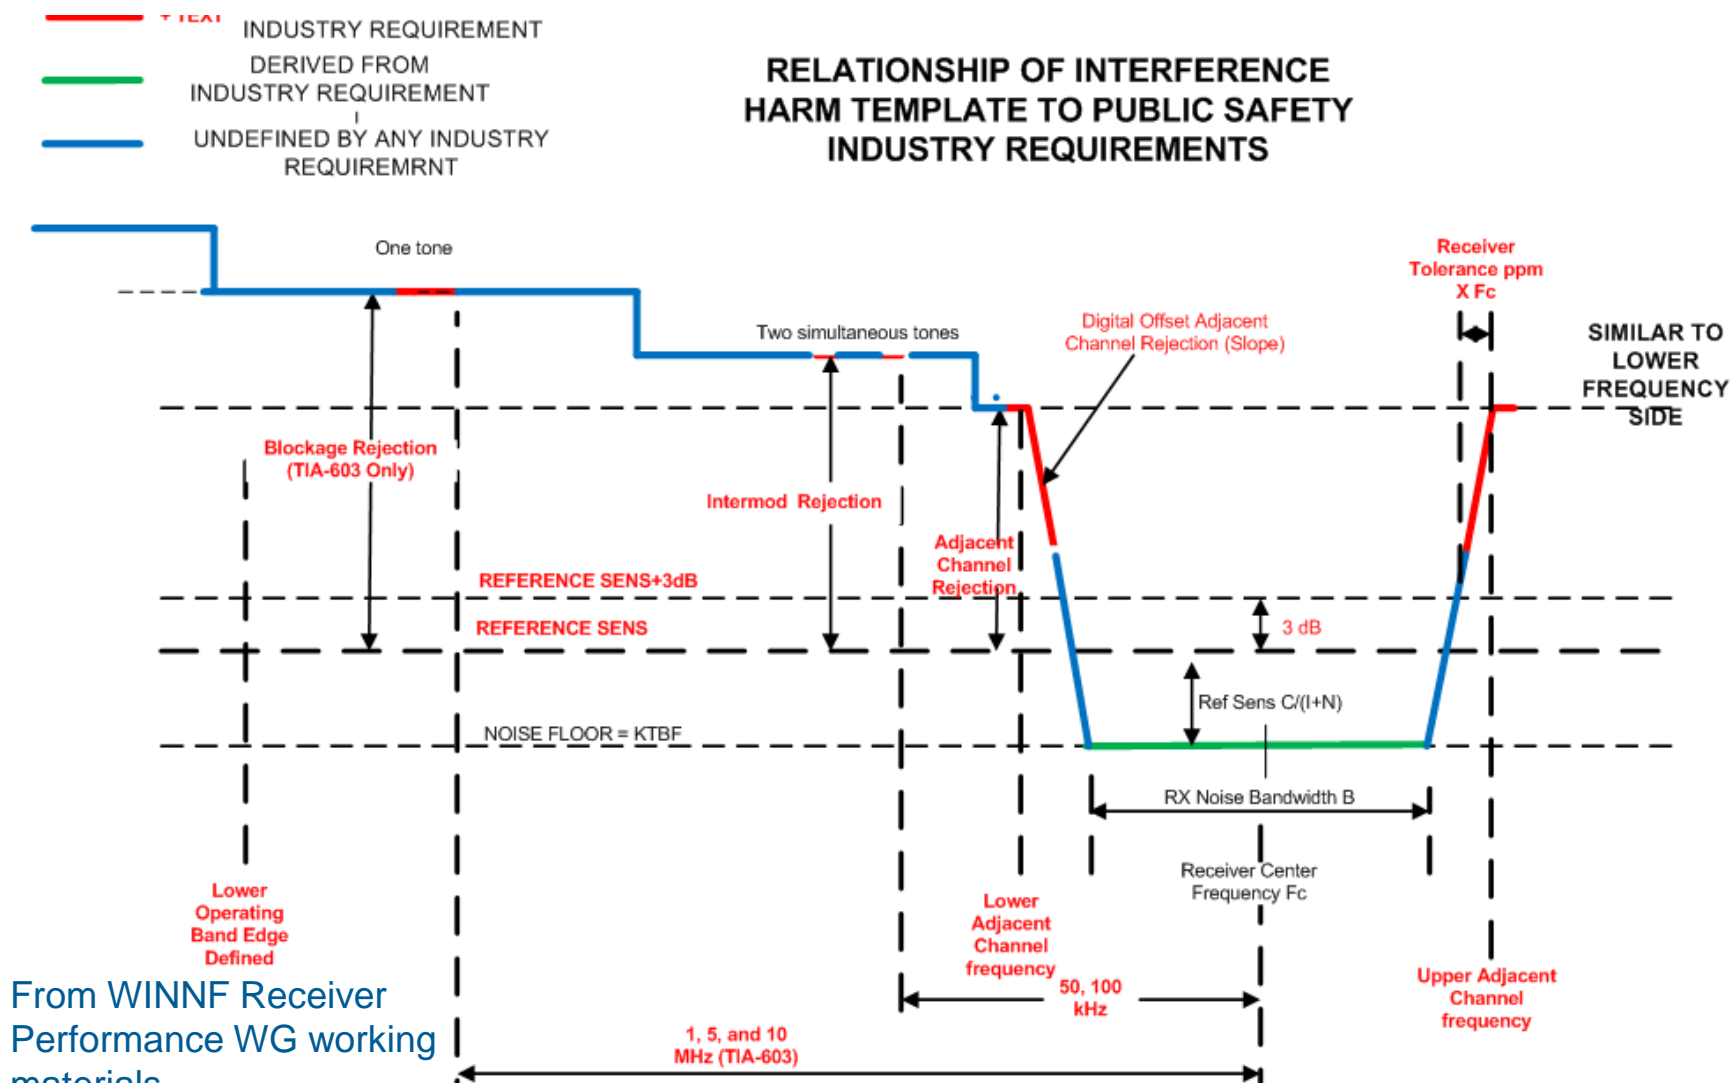 + TEXT
INDUSTRY REQUIREMENT
DERIVED FROM
INDUSTRY REQUIREMENT
UNDEFINED BY ANY INDUSTRY
REQUIREMRNT
RELATIONSHIP OF INTERFERENCE
HARM TEMPLATE TO PUBLIC SAFETY
INDUSTRY REQUIREMENTS
One tone
Two simultaneous tones
Digital Offset Adjacent
Channel Rejection (Slope)
Receiver
Tolerance ppm
X Fc
SIMILAR TO
LOWER
FREQUENCY
SIDE
Blockage Rejection
(TIA-603 Only)
Intermod Rejection
Adjacent
Channel
Rejection
REFERENCE SENS+3dB
REFERENCE SENS
3 dB
Ref Sens C/(I+N)
NOISE FLOOR = KTBF
RX Noise Bandwidth B
Receiver Center
Frequency Fc
Lower
Operating
Band Edge
Defined
Lower
Adjacent
Channel
frequency
50, 100
kHz
Upper Adjacent
Channel
frequency
1, 5, and 10
MHz (TIA-603)
From WINNF Receiver
Performance WG working
materials